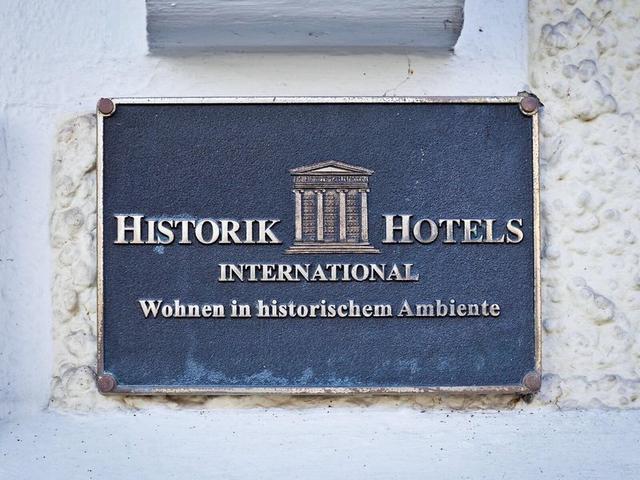 HISTORIK HOTELS
INTERNATIONAL
Wohnen in historischem Ambiente